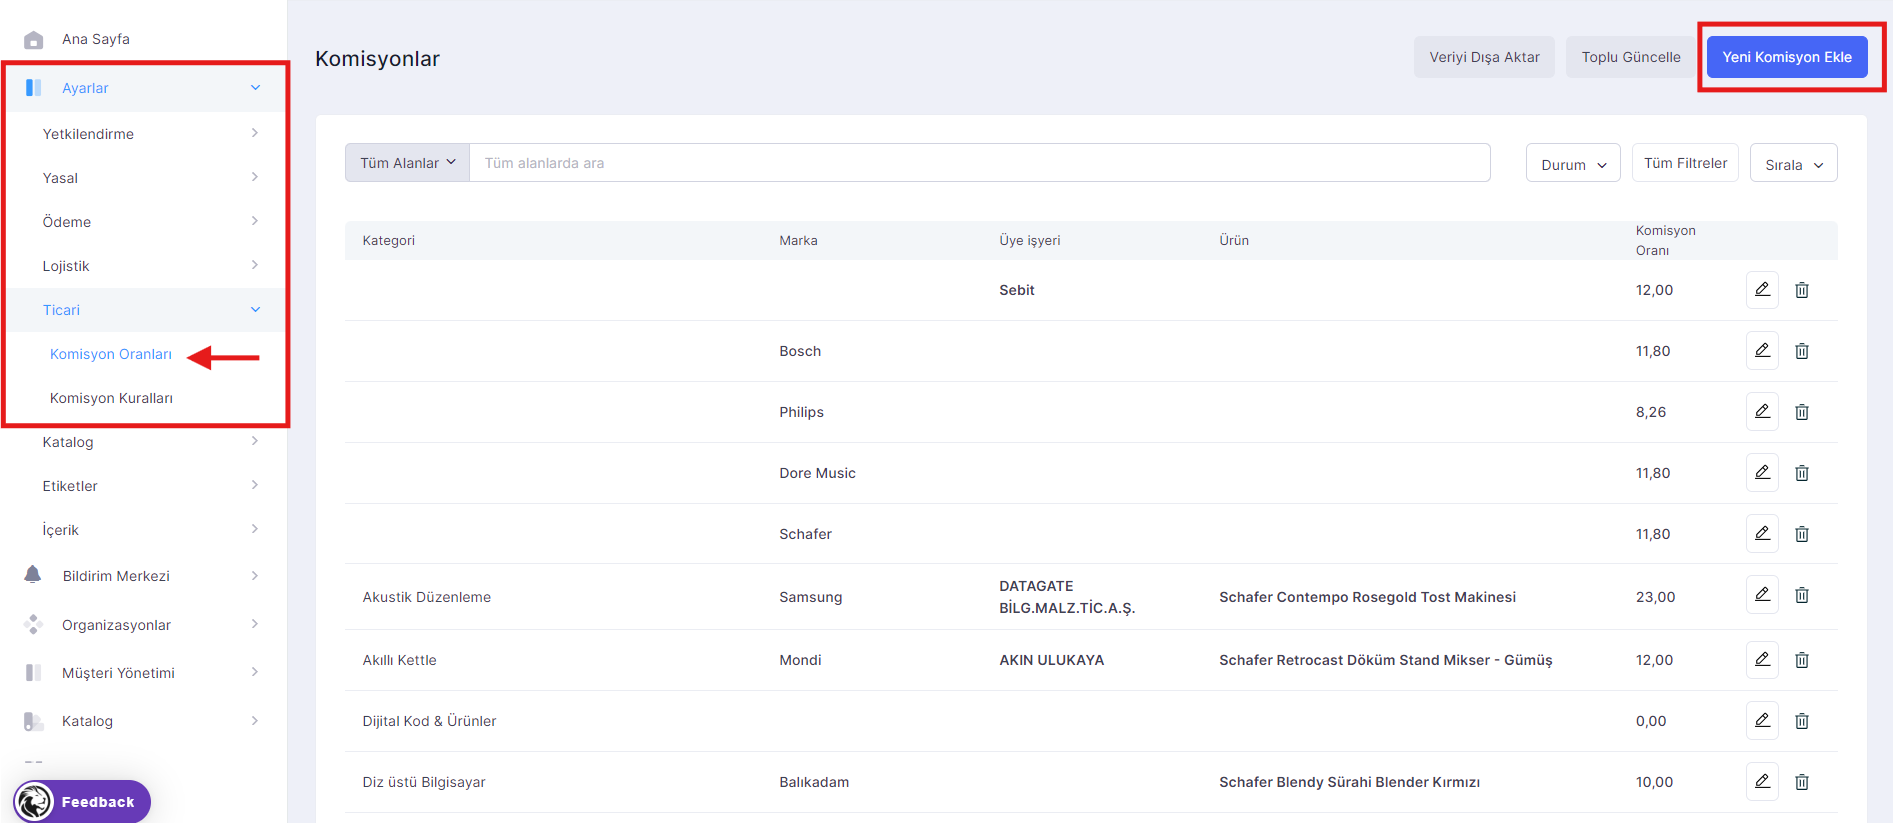 Ana Sayfa
Ayarlar
Yetkilendirme
Yasal
Ödeme
Lojistik
Ticari
Komisyon Oranları
Komisyon Kuralları
Katalog
Etiketler
İçerik
Bildirim Merkezi
Organizasyonlar
Müşteri Yönetimi
Katalog
Feedback
Komisyonlar
Veriyi Dışa Aktar
Toplu Güncelle
Yeni Komisyon Ekle
Tüm Alanlar
Tüm alanlarda ara
Durum
Tüm Filtreler
Sırala
Kategori Marka Üye işyeri Ürün Komisyon
Oranı
Sebit 12,00
Bosch 11,80
Philips 8,26
Dore Music 11,80
Schafer 11,80
Akustik Düzenleme Samsung DATAGATE
BİLG.MALZ.TİC.A.Ş. Schafer Contempo Rosegold Tost Makinesi 23,00
Akıllı Kettle Mondi AKIN ULUKAYA Schafer Retrocast Döküm Stand Mikser - Gümüş 12,00
Dijital Kod & Ürünler 0,00
Diz üstü Bilgisayar Balıkadam Schafer Blendy Sürahi Blender Kırmızı 10,00